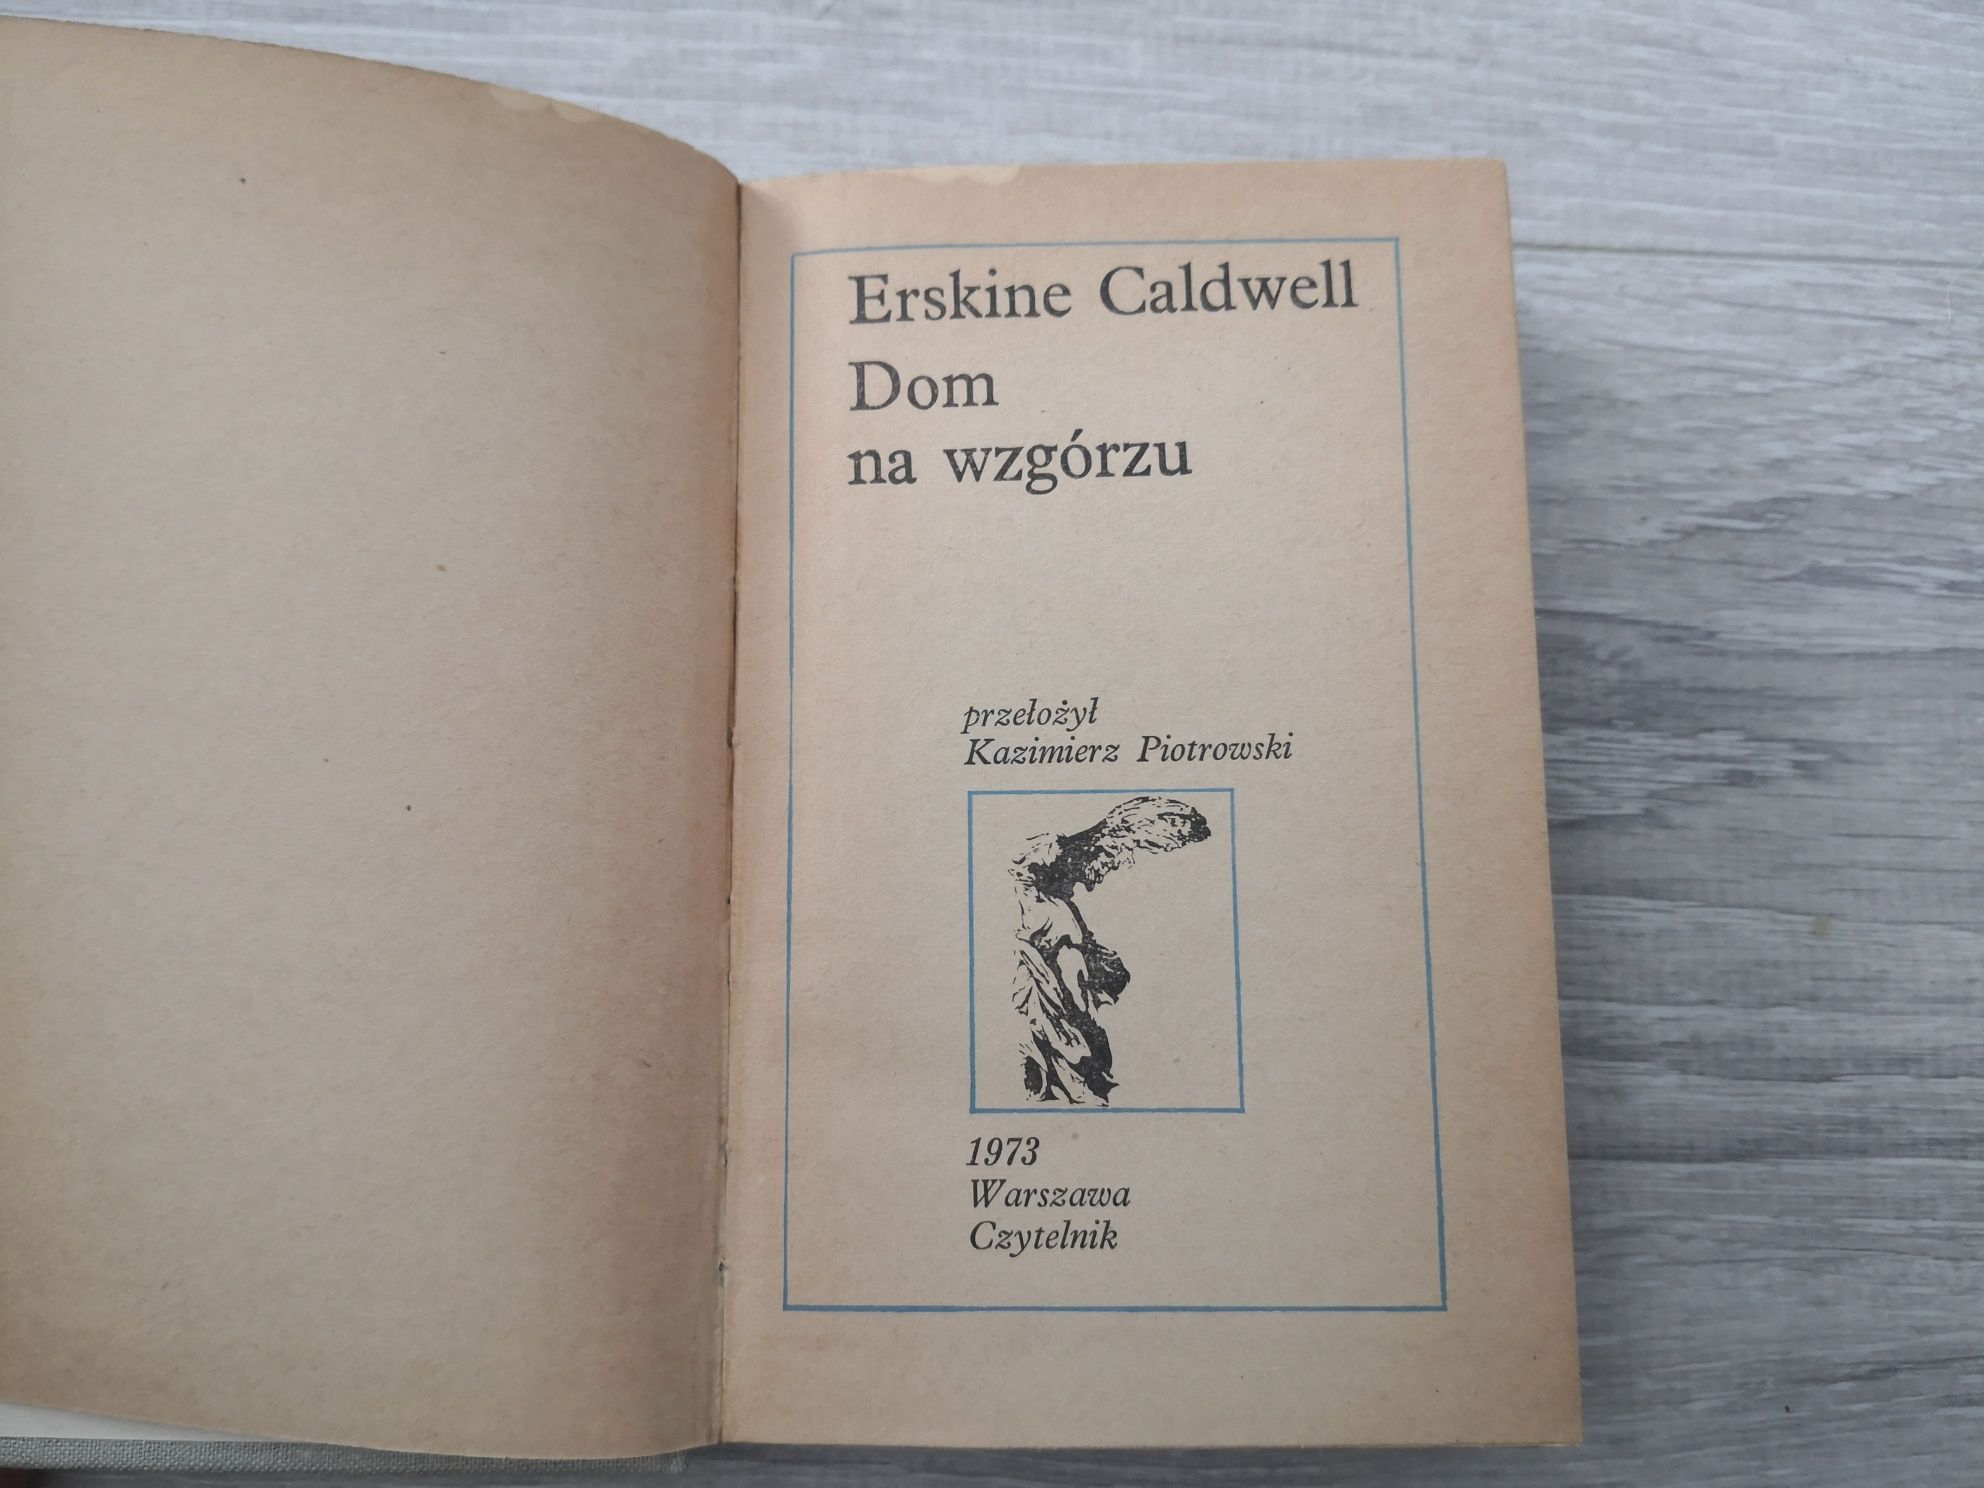 Erskine Caldwell
Dom
na wzgórzu
przełożył
Kazimierz Piotrowski
1973
Warszawa
Czytelnik